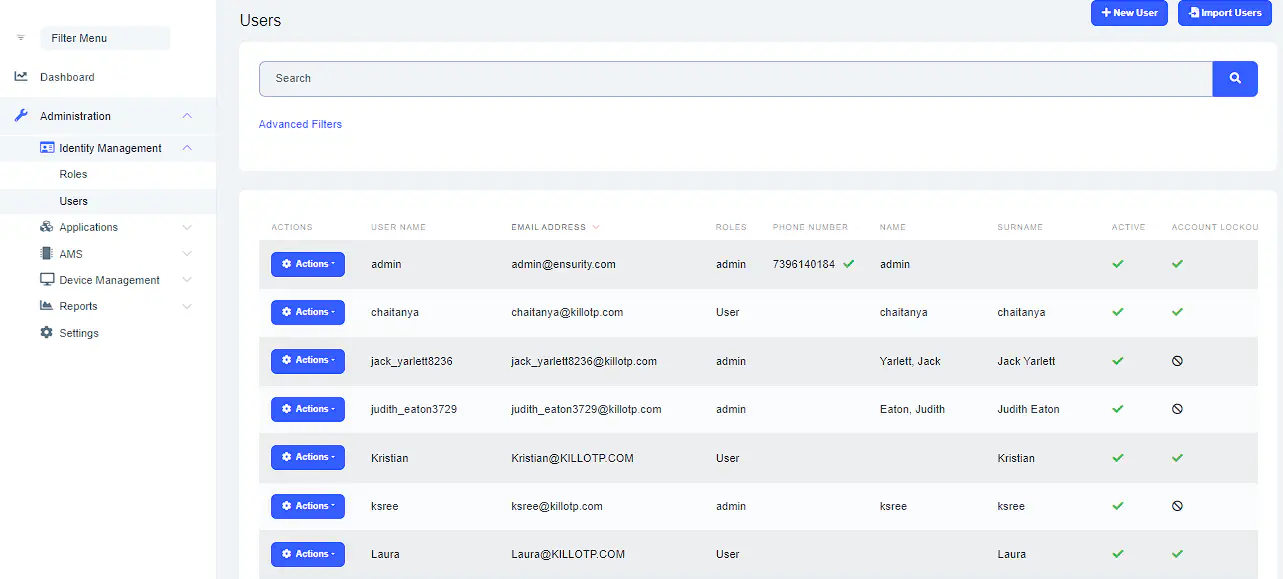 Users
+ New User
Import Users
Filter Menu
Dashboard
Administration
Identity Management
Roles
Users
Applications
AMS
Device Management
Reports
Settings
Search
Advanced Filters
ACTIONS USER NAME EMAIL ADDRESS ROLES PHONE NUMBER NAME SURNAME ACTIVE ACCOUNT LOCKOU
Actions admin admin@ensurity.com admin 7396140184 admin
Actions chaitanya chaitanya@killotp.com User chaitanya chaitanya
Actions jack_yarlett8236 jack_yarlett8236@killotp.com admin Yarlett, Jack Jack Yarlett
Actions judith_eaton3729 judith_eaton3729@killotp.com admin Eaton, Judith Judith Eaton
Actions Kristian Kristian@KILLOTP.COM User Kristian
Actions ksree ksree@killotp.com admin ksree ksree
Actions Laura Laura@KILLOTP.COM User Laura